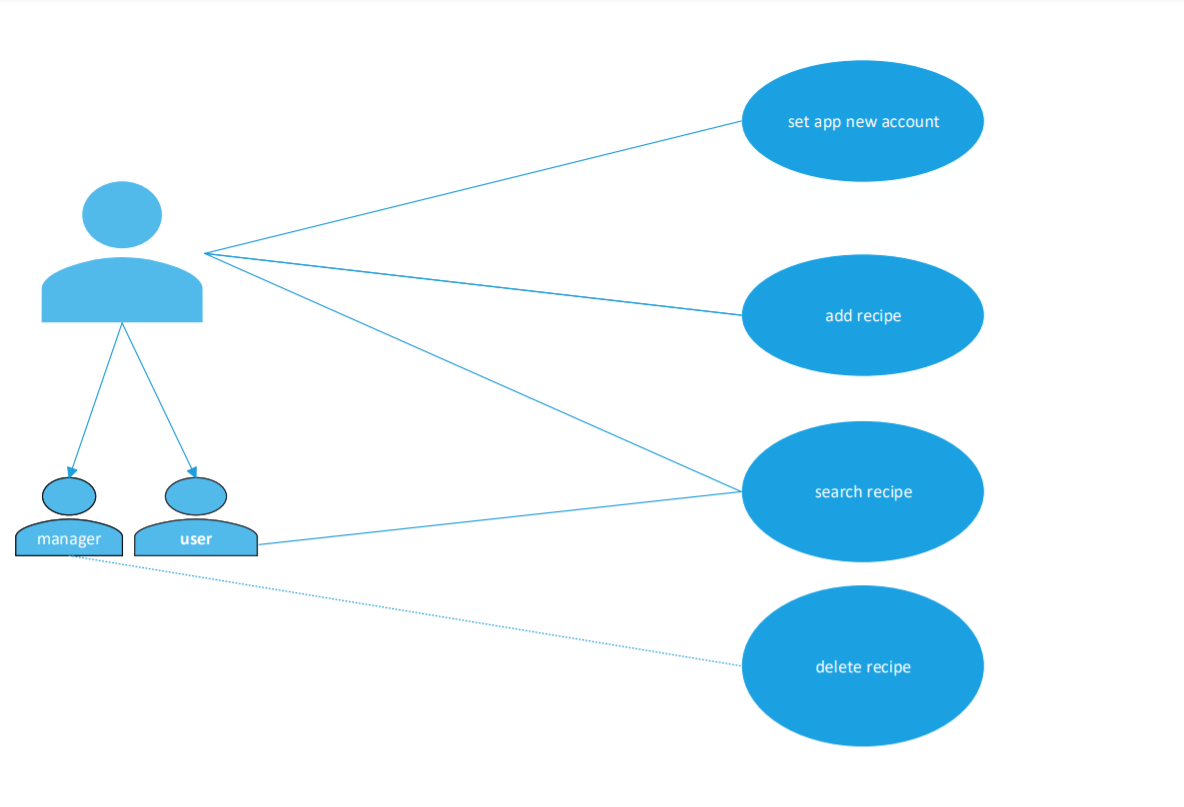 set app new account
add recipe
search recipe
manager
user
delete recipe